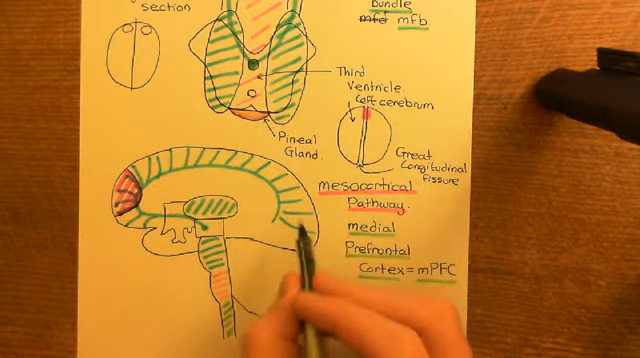 section
Bundle
mfd mfb
Third
Ventricle.
Left cerebrum
Pineal
Gland.
Great
Longitudinal
Fissure
mesocortical
Pathway.
medial
Prefrontal
Cortex = mPFC